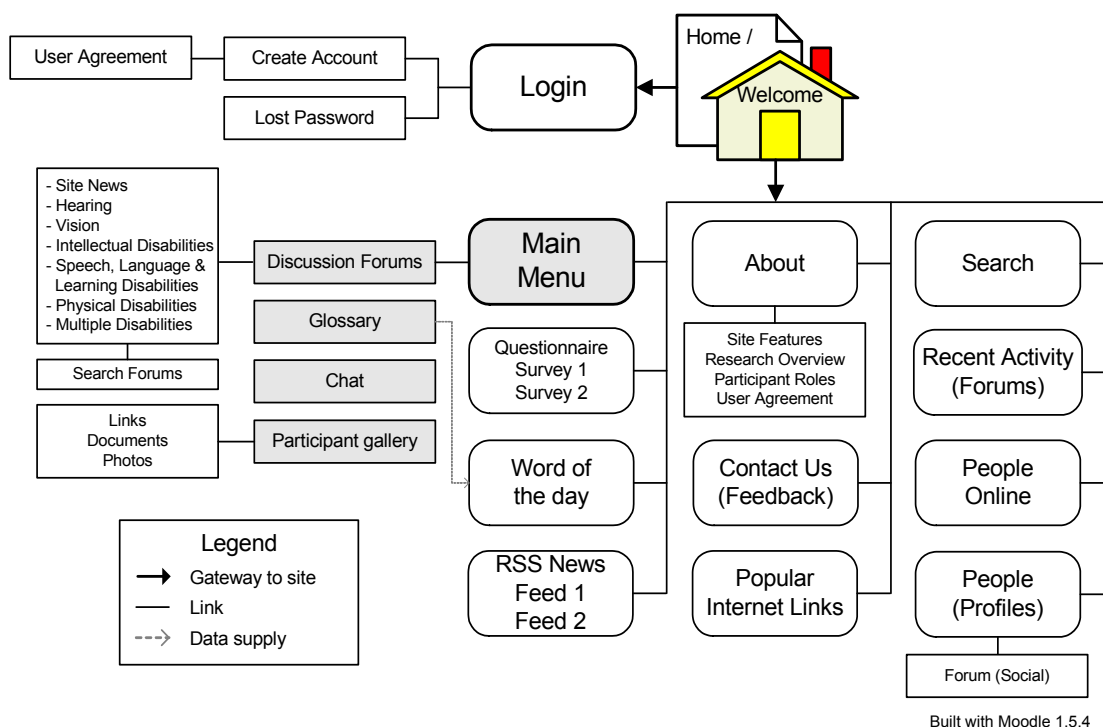 Home /
Welcome
Login
Create Account
User Agreement
Lost Password
Main
Menu
Discussion Forums
- Site News
- Hearing
- Vision
- Intellectual Disabilities
- Speech, Language &
Learning Disabilities
- Physical Disabilities
- Multiple Disabilities
Search Forums
Glossary
Chat
Participant gallery
Links
Documents
Photos
Questionnaire
Survey 1
Survey 2
Word of
the day
RSS News
Feed 1
Feed 2
About
Site Features
Research Overview
Participant Roles
User Agreement
Contact Us
(Feedback)
Popular
Internet Links
Search
Recent Activity
(Forums)
People
Online
People
(Profiles)
Forum (Social)
Legend
Gateway to site
Link
Data supply
Built with Moodle 1.5.4